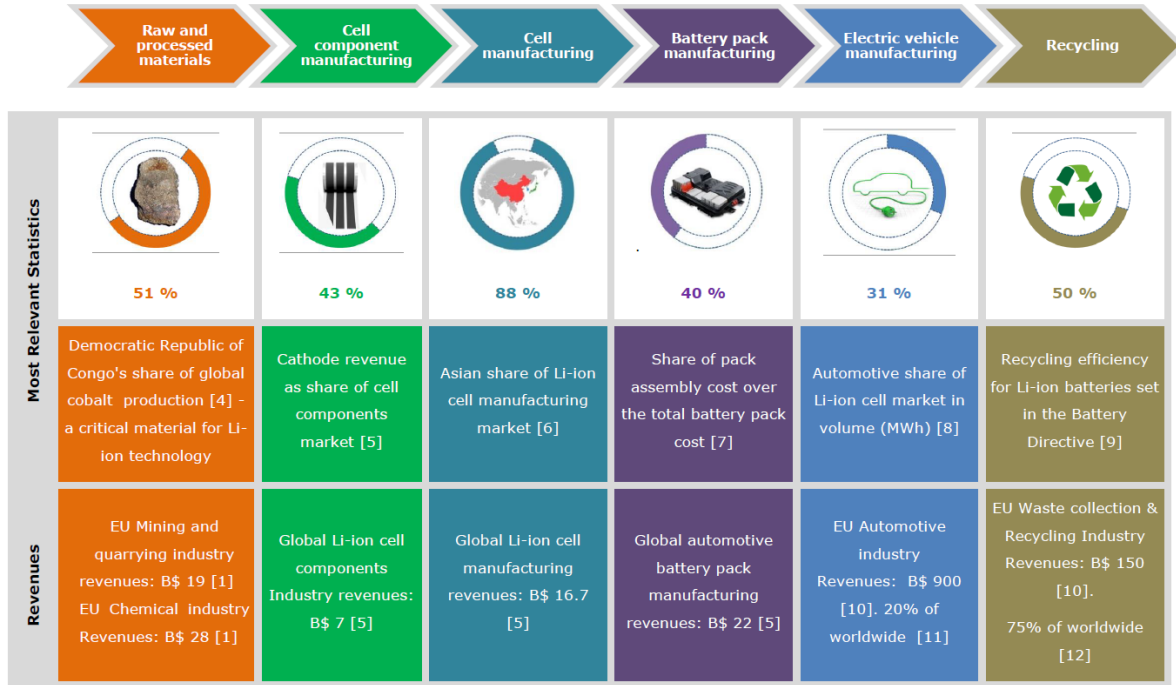 Raw and
processed
materials
Cell
component
manufacturing
Cell
manufacturing
Battery pack
manufacturing
Electric vehicle
manufacturing
Recycling
Most Relevant Statistics
51 %
43 %
88 %
40 %
31 %
50 %
Democratic Republic of
Congo's share of global
cobalt production [4] -
a critical material for Li-
ion technology
Cathode revenue
as share of cell
components
market [5]
Asian share of Li-ion
cell manufacturing
market [6]
Share of pack
assembly cost over
the total battery pack
cost [7]
Automotive share of
Li-ion cell market in
volume (MWh) [8]
Recycling efficiency
for Li-ion batteries set
in the Battery
Directive [9]
Revenues
EU Mining and
quarrying industry
revenues: B$ 19 [1]
EU Chemical industry
Revenues: B$ 28 [1]
Global Li-ion cell
components
Industry revenues:
B$ 7 [5]
Global Li-ion cell
manufacturing
revenues: B$ 16.7
[5]
Global automotive
battery pack
manufacturing
revenues: B$ 22 [5]
EU Automotive
industry
Revenues: B$ 900
[10]. 20% of
worldwide [11]
EU Waste collection &
Recycling Industry
Revenues: B$ 150
[10].
75% of worldwide
[12]